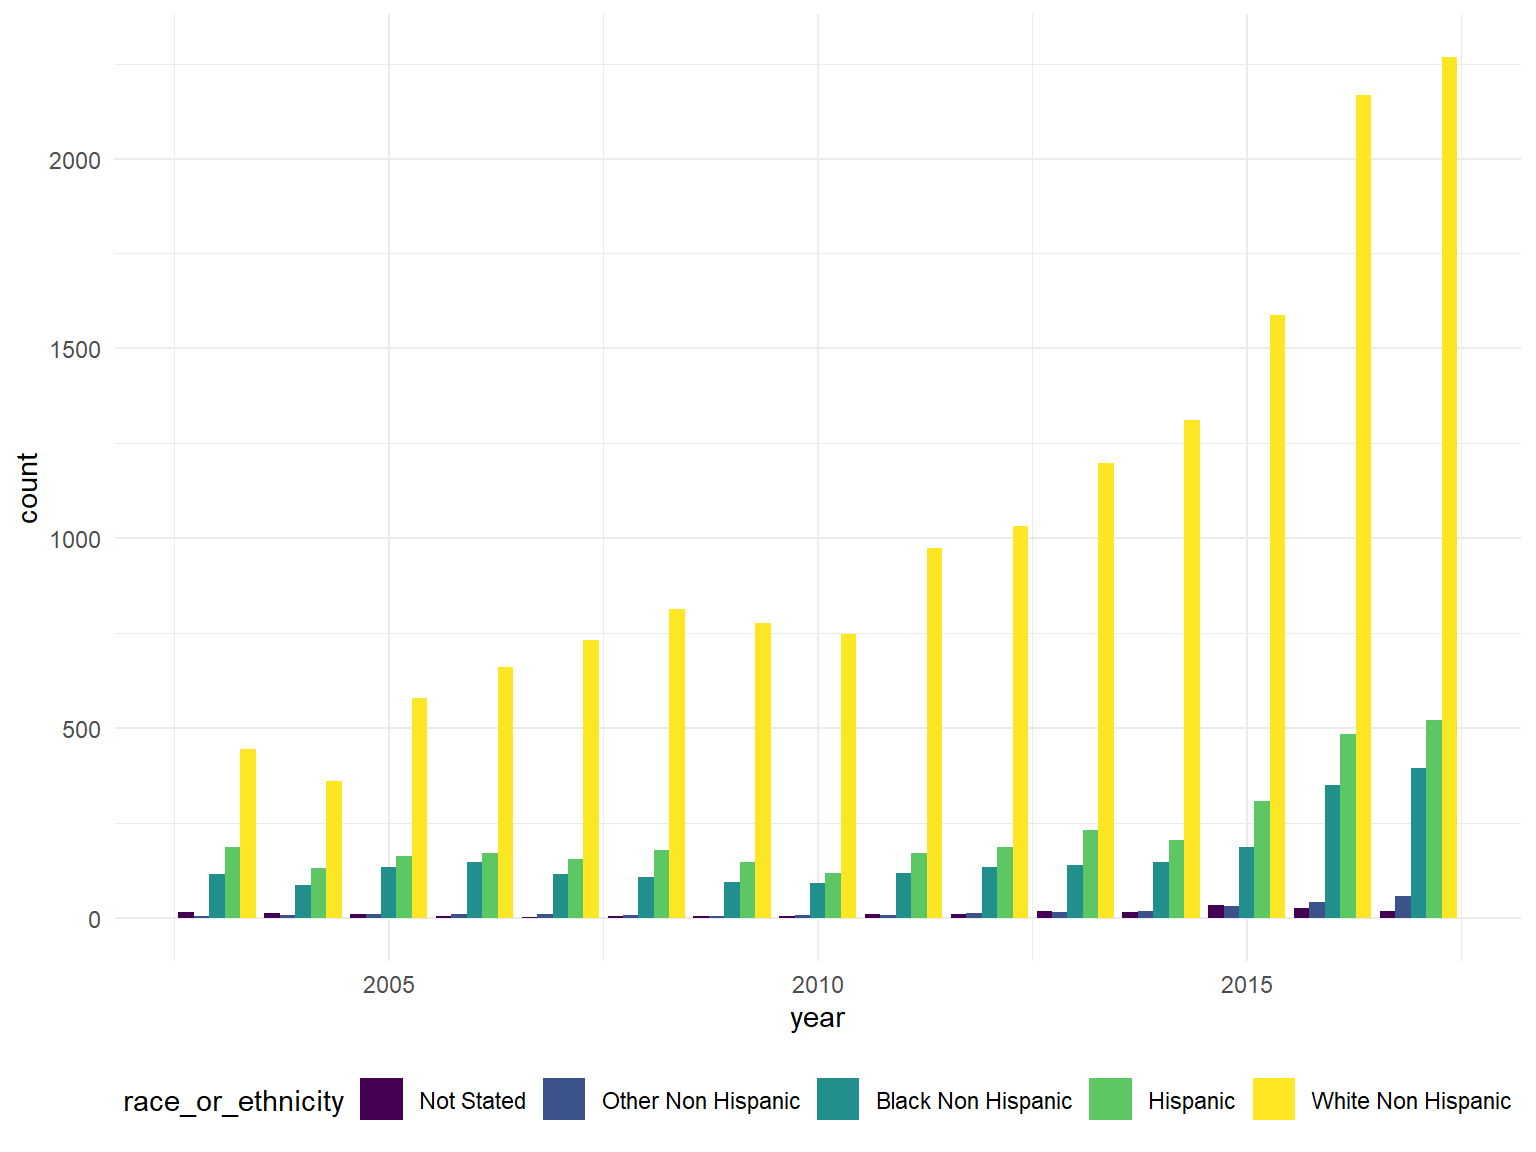 2000
1500
1000
500
0
count
2005 2010 2015
year
race_or_ethnicity Not Stated Other Non Hispanic Black Non Hispanic Hispanic White Non Hispanic